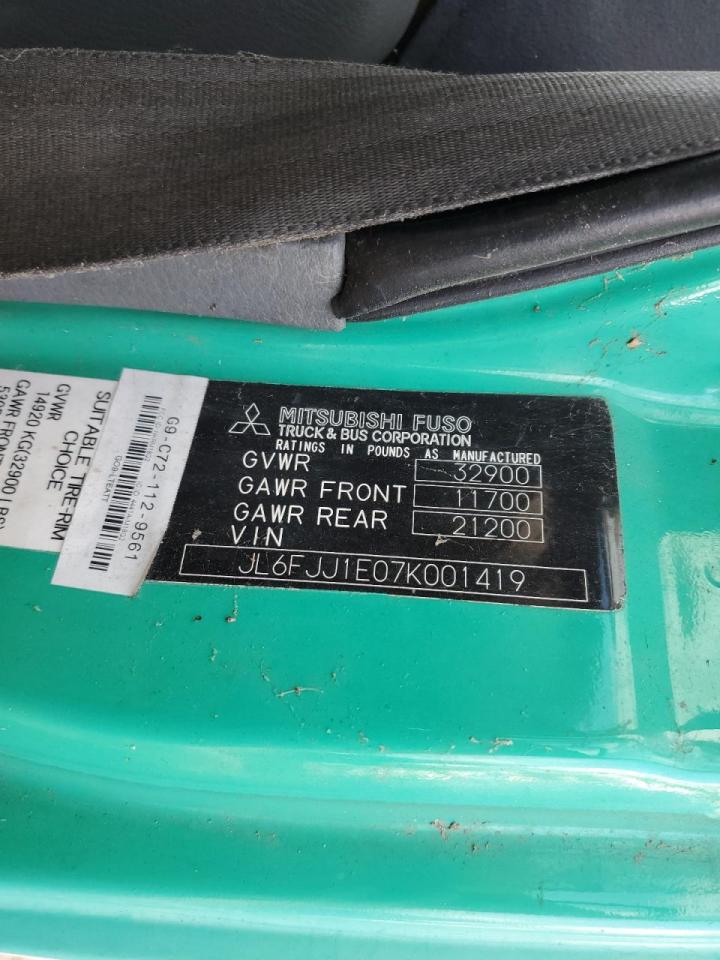 MITSUBISHI FUSO
TRUCK & BUS CORPORATION
RATINGS IN POUNDS AS MANUFACTURED
GVWR 32900
GAWR FRONT 11700
GAWR REAR 21200
VIN
JL6FJJ1E07K001419
G9-C72-112-9561
SUITABLE TIRE-RIM
CHOICE
GVWR
14920 KG(32900 LBS)
GAWR FRONT